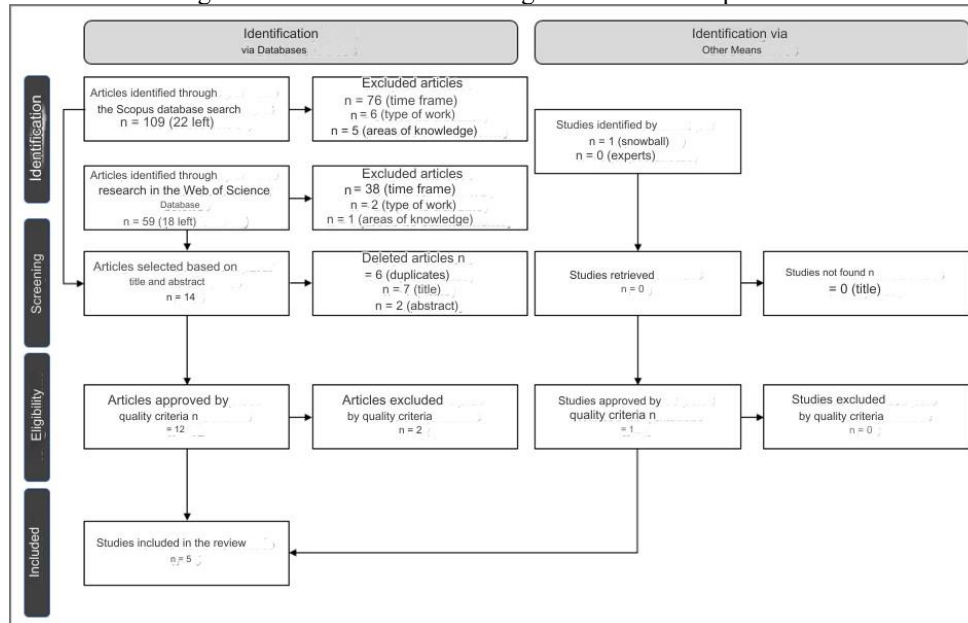 Identification
via Databases
Identification via
Other Means
Identification
Articles identified through
the Scopus database search
n = 109 (22 left)
Excluded articles
n = 76 (time frame)
n = 6 (type of work)
n = 5 (areas of knowledge)
Studies identified by
n = 1 (snowball)
n = 0 (experts)
Articles identified through
research in the Web of Science
Database
n = 59 (18 left)
Excluded articles
n = 38 (time frame)
n = 2 (type of work)
n = 1 (areas of knowledge)
Screening
Articles selected based on
title and abstract
n = 14
Deleted articles n
= 6 (duplicates)
n = 7 (title)
n = 2 (abstract)
Studies retrieved
n = 0
Studies not found n
= 0 (title)
Eligibility
Articles approved by
quality criteria n
= 12
Articles excluded
by quality criteria
n = 2
Studies approved by
quality criteria n
= 1
Studies excluded
by quality criteria
n = 0
Included
Studies included in the review
n = 5